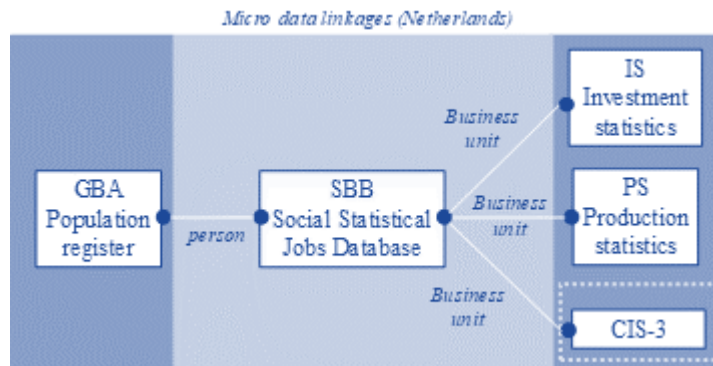 Micro data linkages (Netherlands)
GBA
Population
register
person
SBB
Social Statistical
Jobs Database
Business
unit
IS
Investment
statistics
Business
unit
PS
Production
statistics
Business
unit
CIS-3